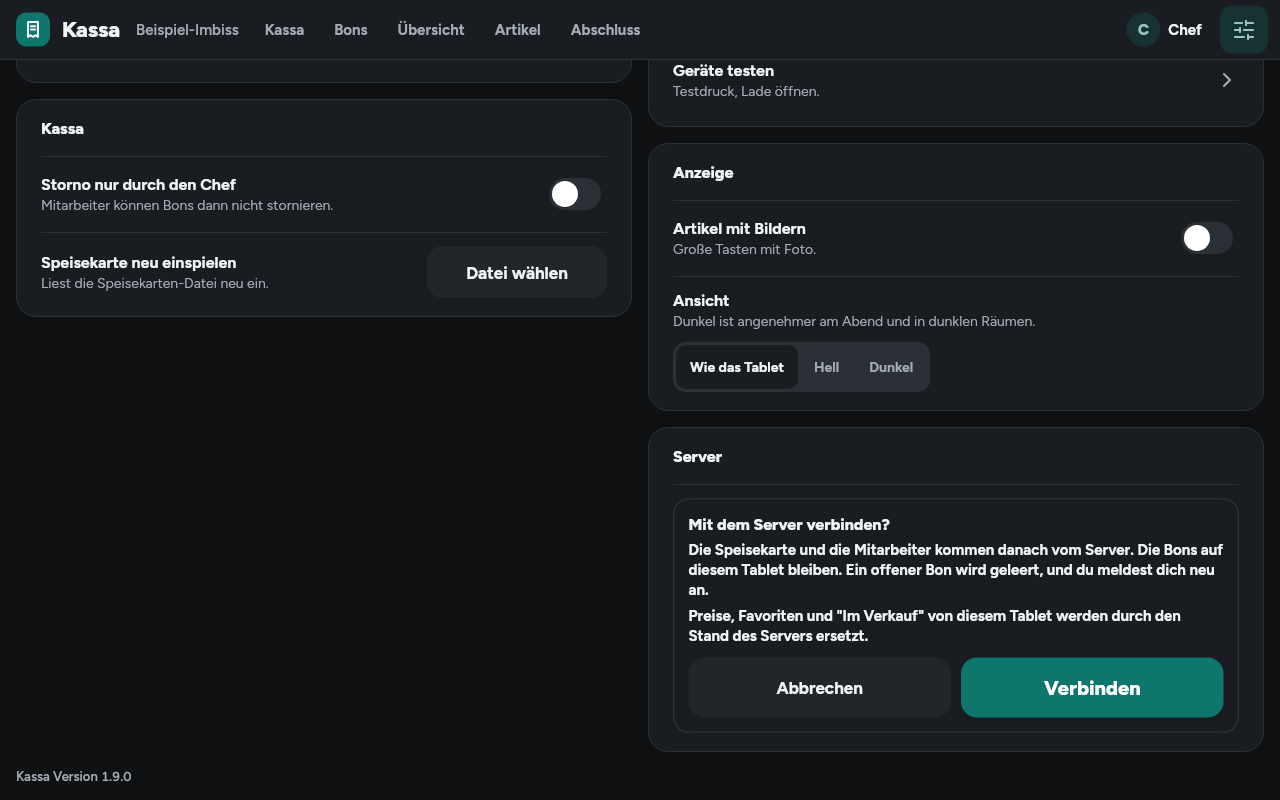 Kassa
Beispiel-Imbiss
Kassa
Bons
Übersicht
Artikel
Abschluss
C
Chef
Kassa
Storno nur durch den Chef
Mitarbeiter können Bons dann nicht stornieren.
Speisekarte neu einspielen
Liest die Speisekarten-Datei neu ein.
Datei wählen
Geräte testen
Testdruck, Lade öffnen.
Anzeige
Artikel mit Bildern
Große Tasten mit Foto.
Ansicht
Dunkel ist angenehmer am Abend und in dunklen Räumen.
Wie das Tablet
Hell
Dunkel
Server
Mit dem Server verbinden?
Die Speisekarte und die Mitarbeiter kommen danach vom Server. Die Bons auf
diesem Tablet bleiben. Ein offener Bon wird geleert, und du meldest dich neu
an.
Preise, Favoriten und "Im Verkauf" von diesem Tablet werden durch den
Stand des Servers ersetzt.
Abbrechen
Verbinden
Kassa Version 1.9.0